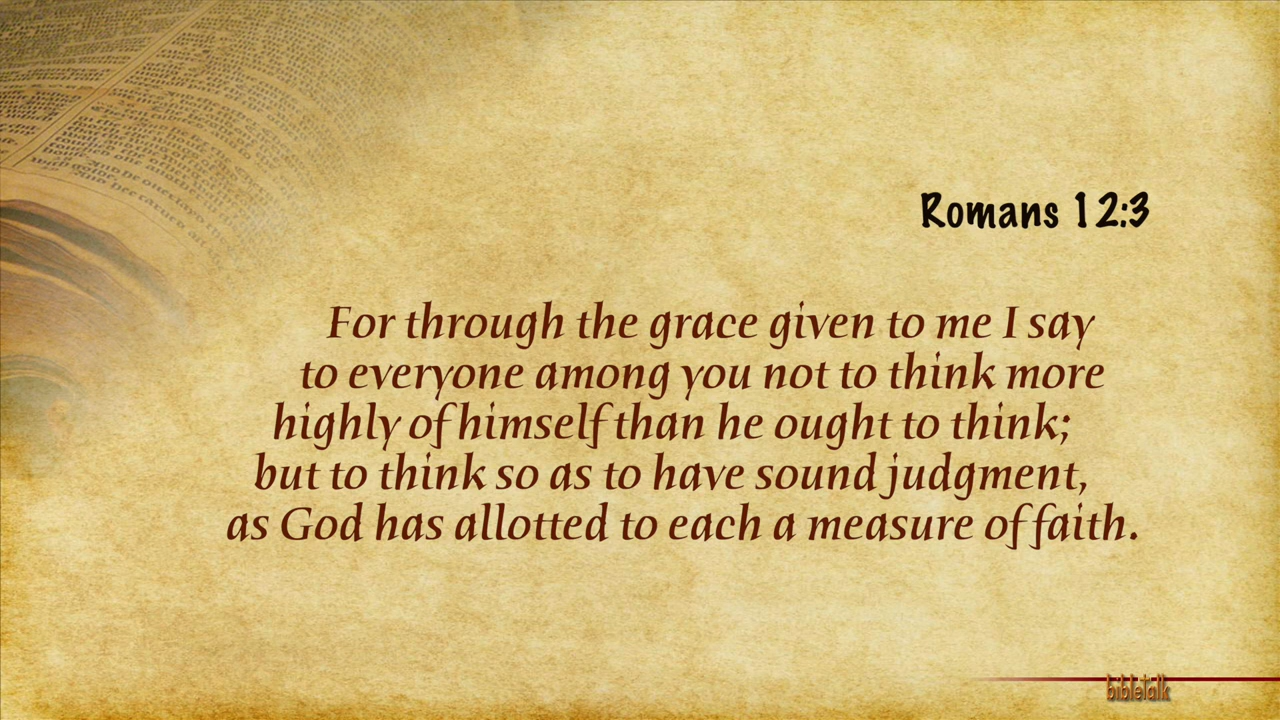 Romans 12:3
For through the grace given to me I say
to everyone among you not to think more
highly of himself than he ought to think;
but to think so as to have sound judgment,
as God has allotted to each a measure of faith.
bibletalk